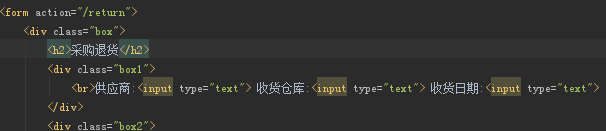 <form action="/return">
<div class="box">
<h2>采购退货</h2>
<div class="box1">
<br>供应商:<input type="text"> 收货仓库:<input type="text"> 收货日期:<input type="text">
</div>
<div class="box2">